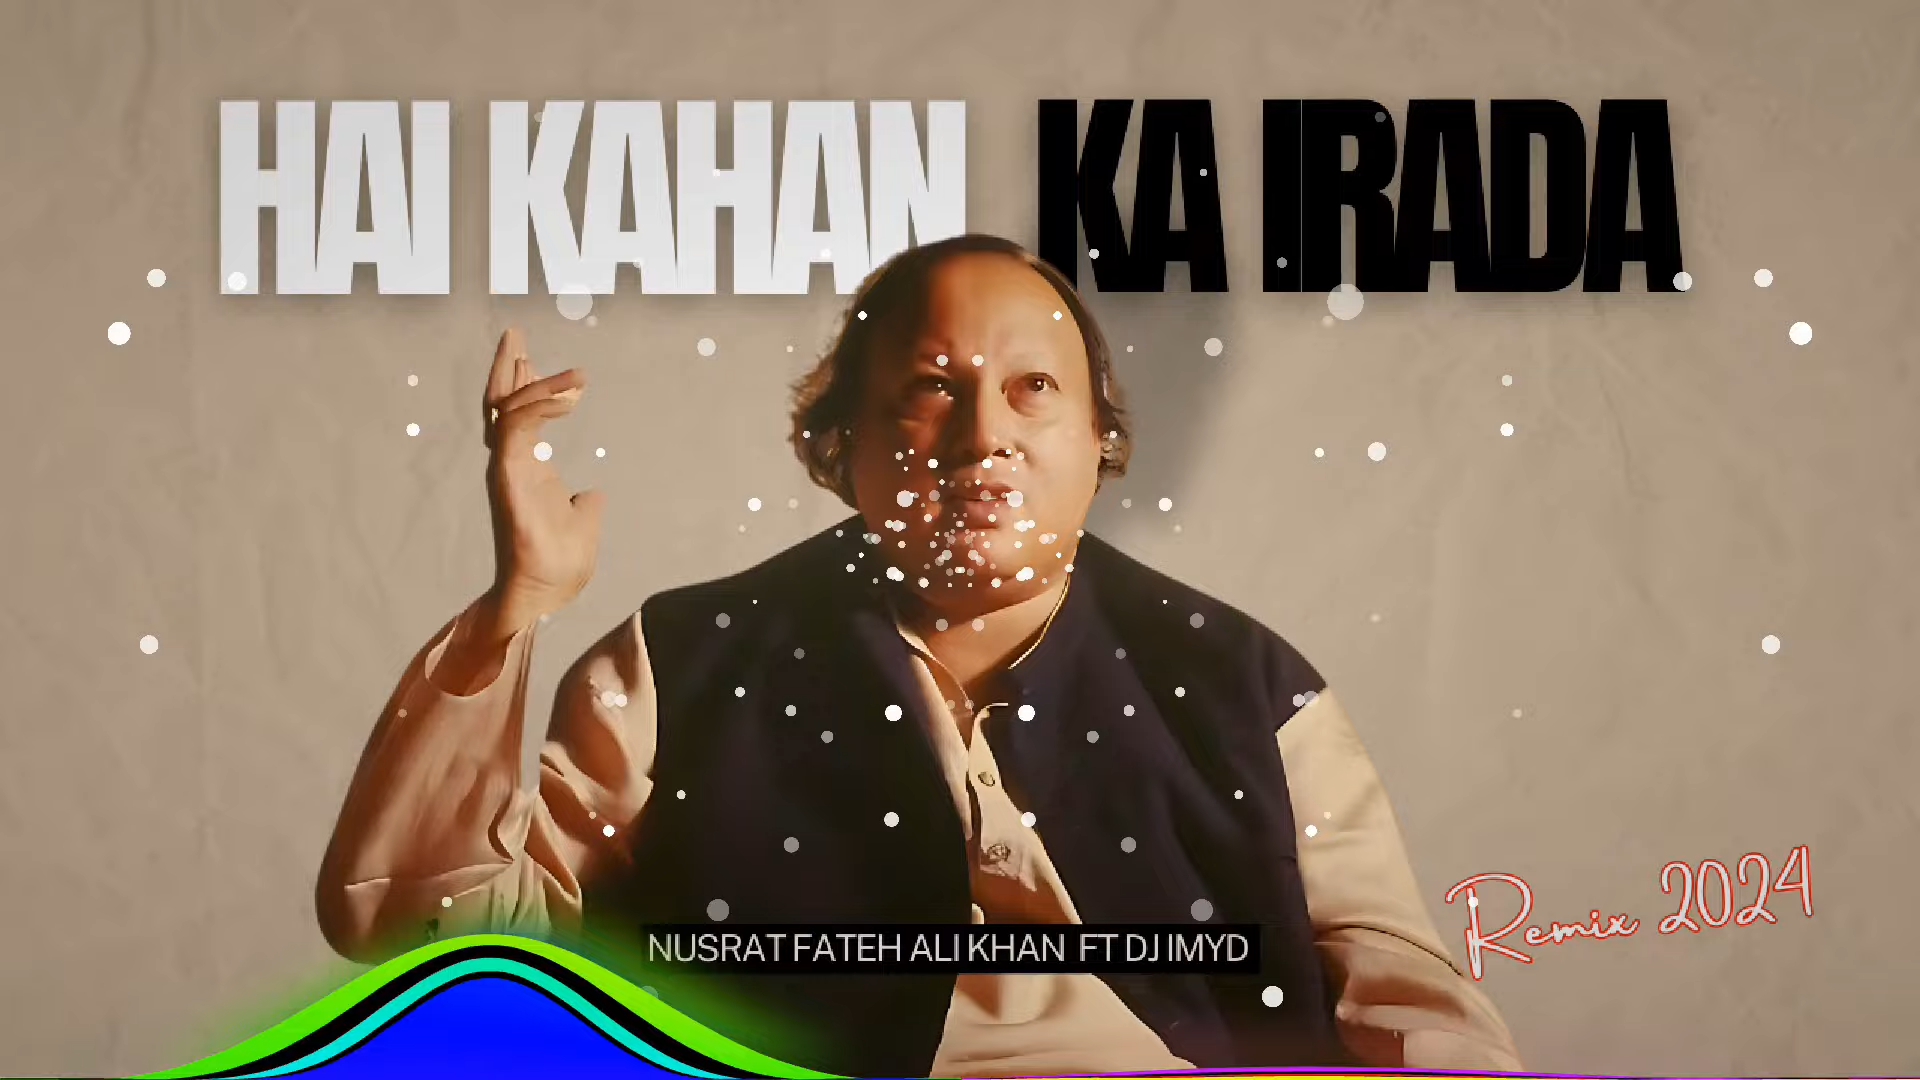 HAI KAHAN KA IRADA
Remix 2024
NUSRAT FATEH ALI KHAN FT DJ IMYD